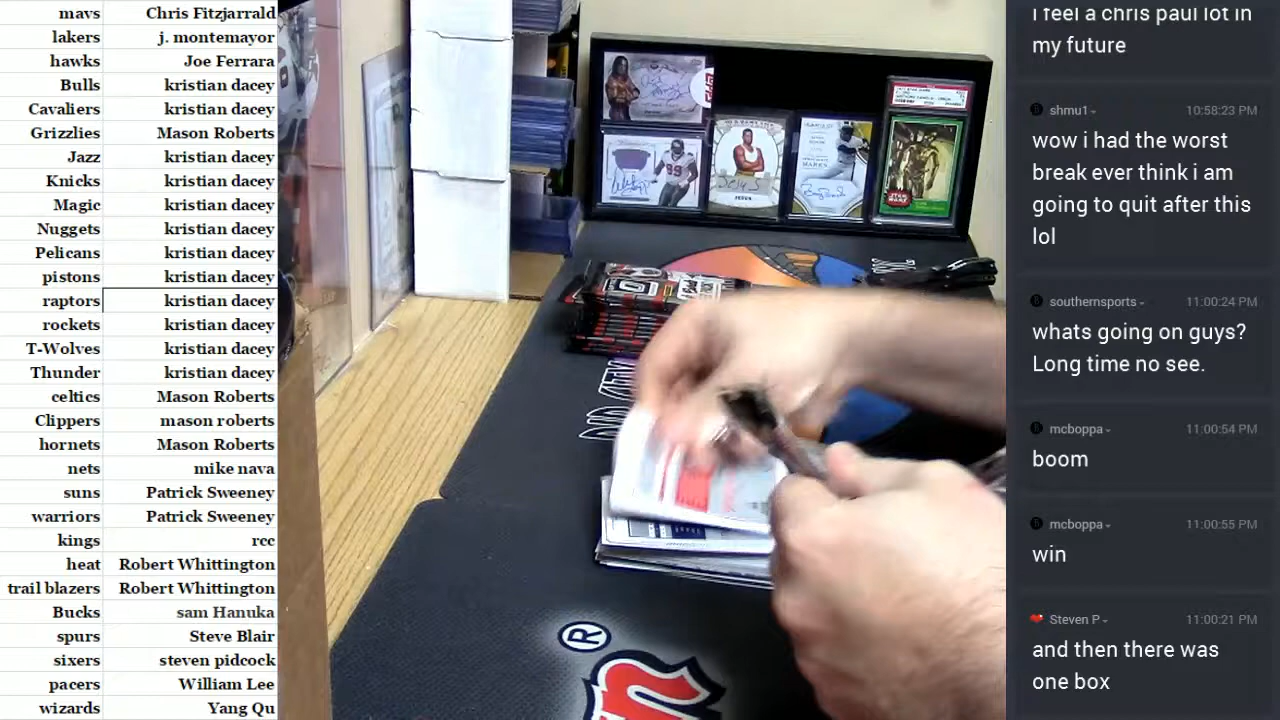 mavs Chris Fitzjarrald
lakers j. montemayor
hawks Joe Ferrara
Bulls kristian dacey
Cavaliers kristian dacey
Grizzlies Mason Roberts
Jazz kristian dacey
Knicks kristian dacey
Magic kristian dacey
Nuggets kristian dacey
Pelicans kristian dacey
pistons kristian dacey
raptors kristian dacey
rockets kristian dacey
T-Wolves kristian dacey
Thunder kristian dacey
celtics Mason Roberts
Clippers mason roberts
hornets Mason Roberts
nets mike nava
suns Patrick Sweeney
warriors Patrick Sweeney
kings rcc
heat Robert Whittington
trail blazers Robert Whittington
Bucks sam Hanuka
spurs Steve Blair
sixers steven pidcock
pacers William Lee
wizards Yang Qu
MARKS
STAR
WARS
®
i feel a chris paul lot in
my future
shmu1 10:58:23 PM
wow i had the worst
break ever think i am
going to quit after this
lol
southernsports 11:00:24 PM
whats going on guys?
Long time no see.
mcboppa 11:00:54 PM
boom
mcboppa 11:00:55 PM
win
Steven P 11:00:21 PM
and then there was
one box